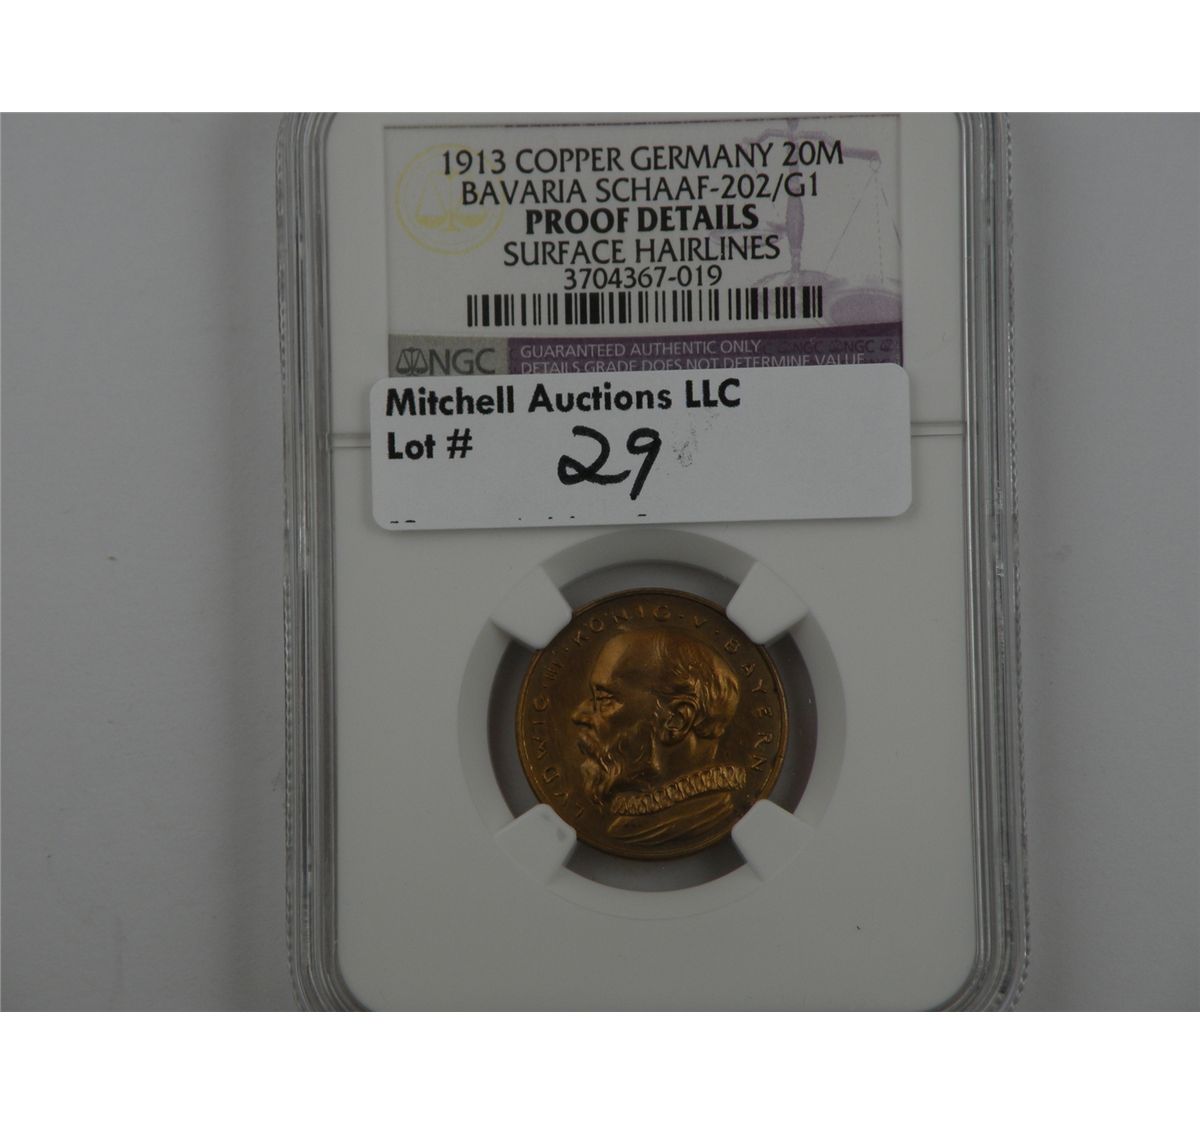 1913 COPPER GERMANY 20M
BAVARIA SCHAAF-202/G1
PROOF DETAILS
SURFACE HAIRLINES
3704367-019
NGC
GUARANTEED AUTHENTIC ONLY
DETAILS GRADE DOES NOT DETERMINE VALUE
Mitchell Auctions LLC
Lot # 29
LVDWIG III · KÖNIG · V · BAYERN